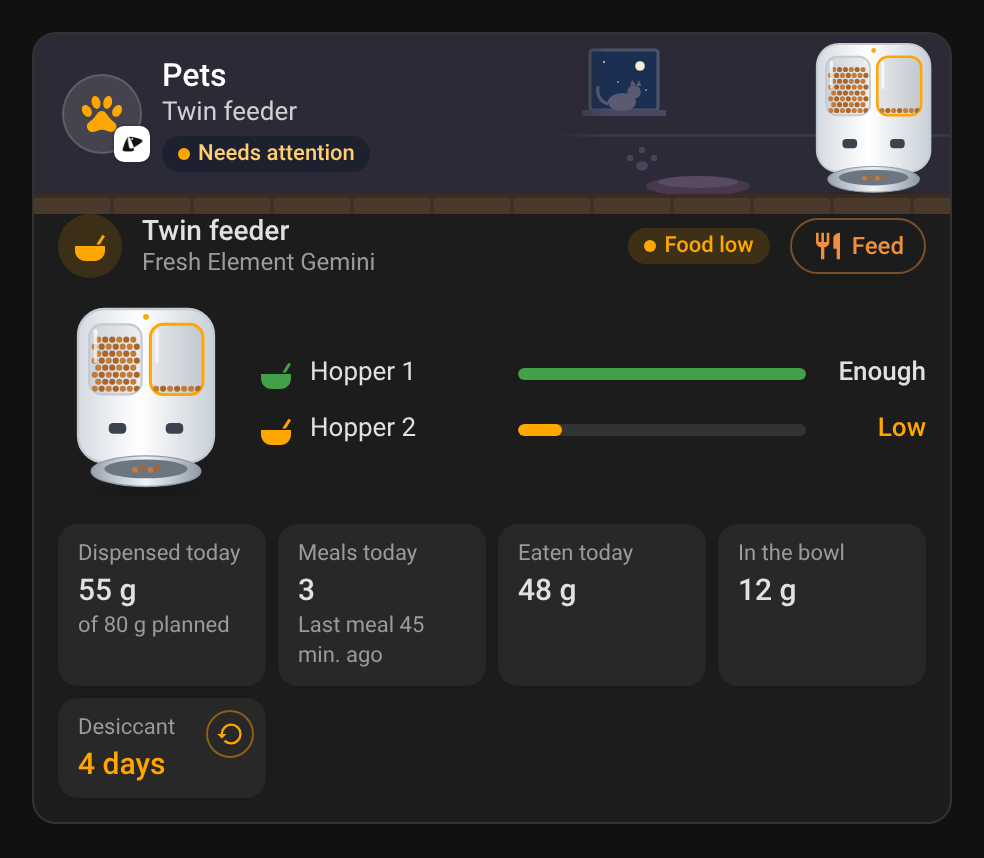 Pets
Twin feeder
Needs attention
Twin feeder
Fresh Element Gemini
Food low
Feed
Hopper 1
Enough
Hopper 2
Low
Dispensed today
55 g
of 80 g planned
Meals today
3
Last meal 45
min. ago
Eaten today
48 g
In the bowl
12 g
Desiccant
4 days